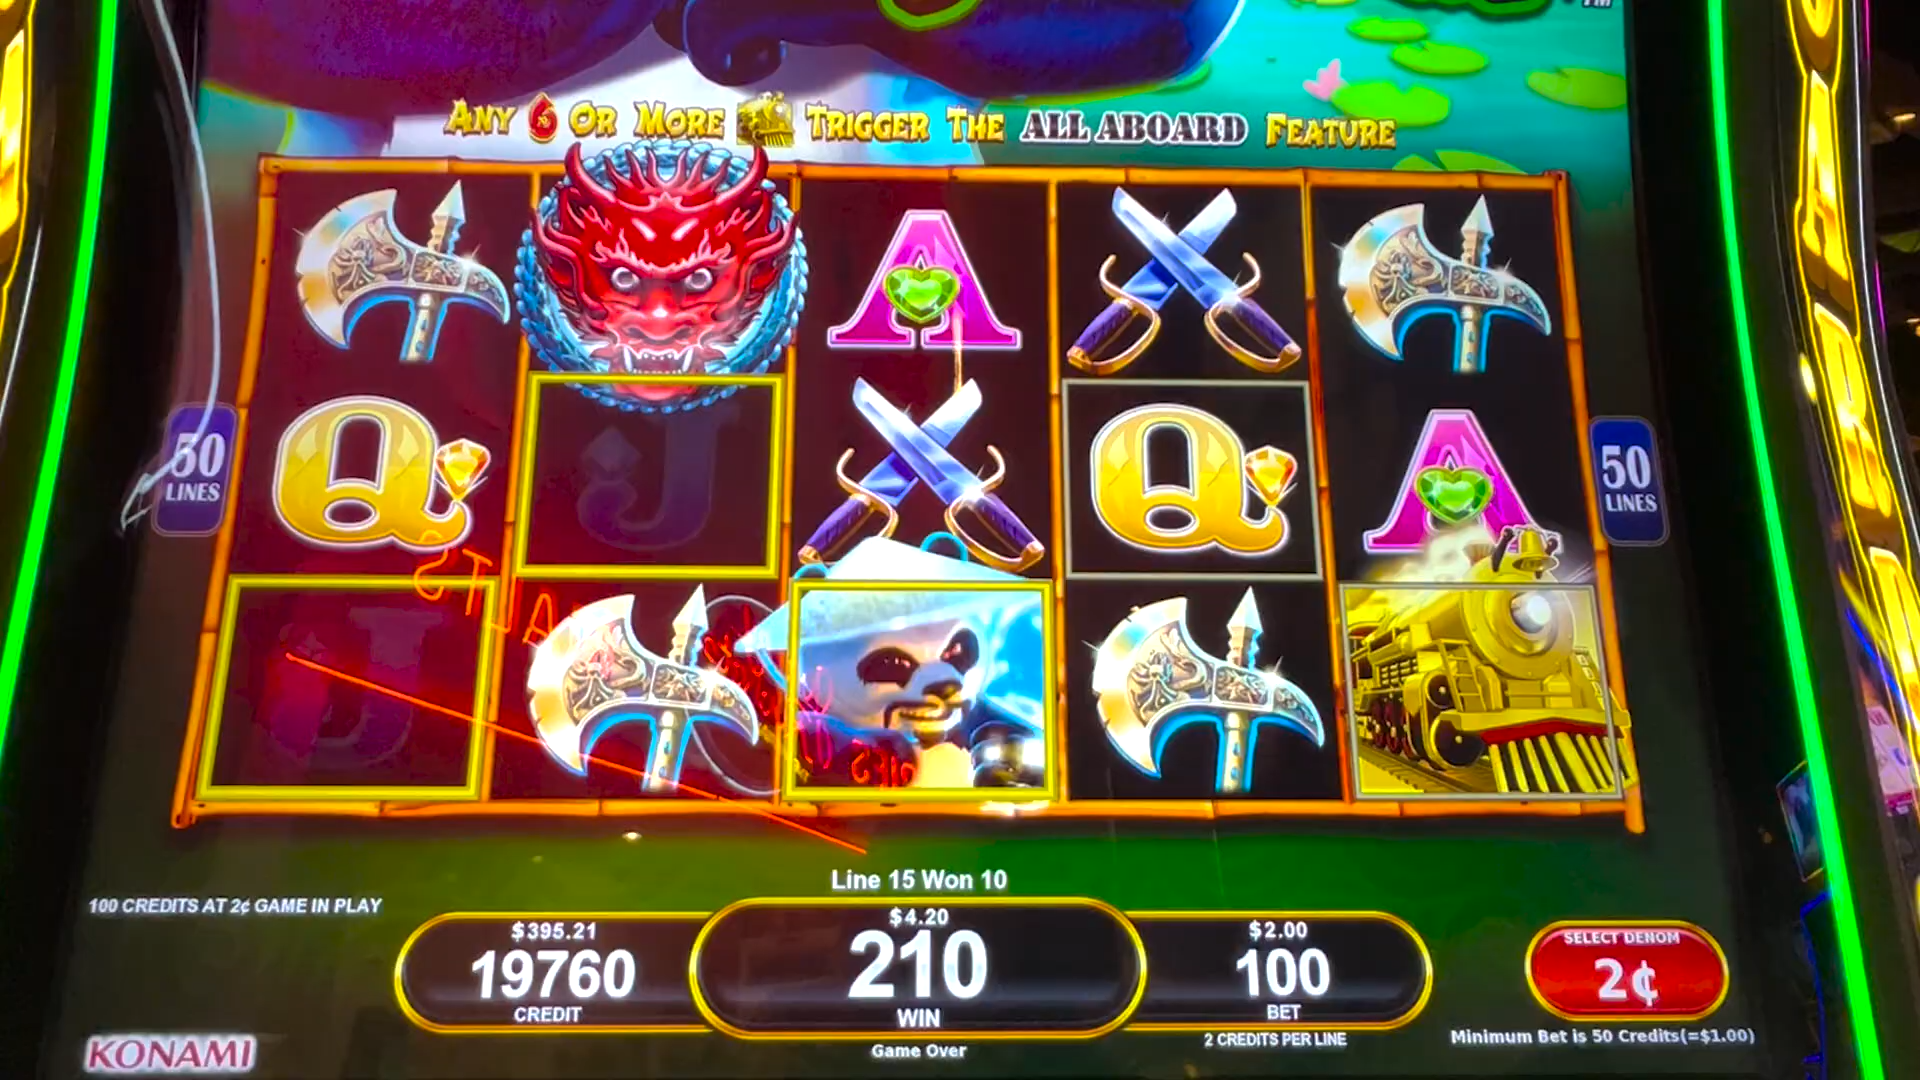 TM
ANY 6 OR MORE TRIGGER THE ALL ABOARD FEATURE
A
Q
J
Q
A
J
50 LINES
50 LINES
Line 15 Won 10
100 CREDITS AT 2¢ GAME IN PLAY
$395.21
19760
CREDIT
$4.20
210
WIN
$2.00
100
BET
SELECT DENOM
2¢
Game Over
2 CREDITS PER LINE
Minimum Bet is 50 Credits(=$1.00)
KONAMI